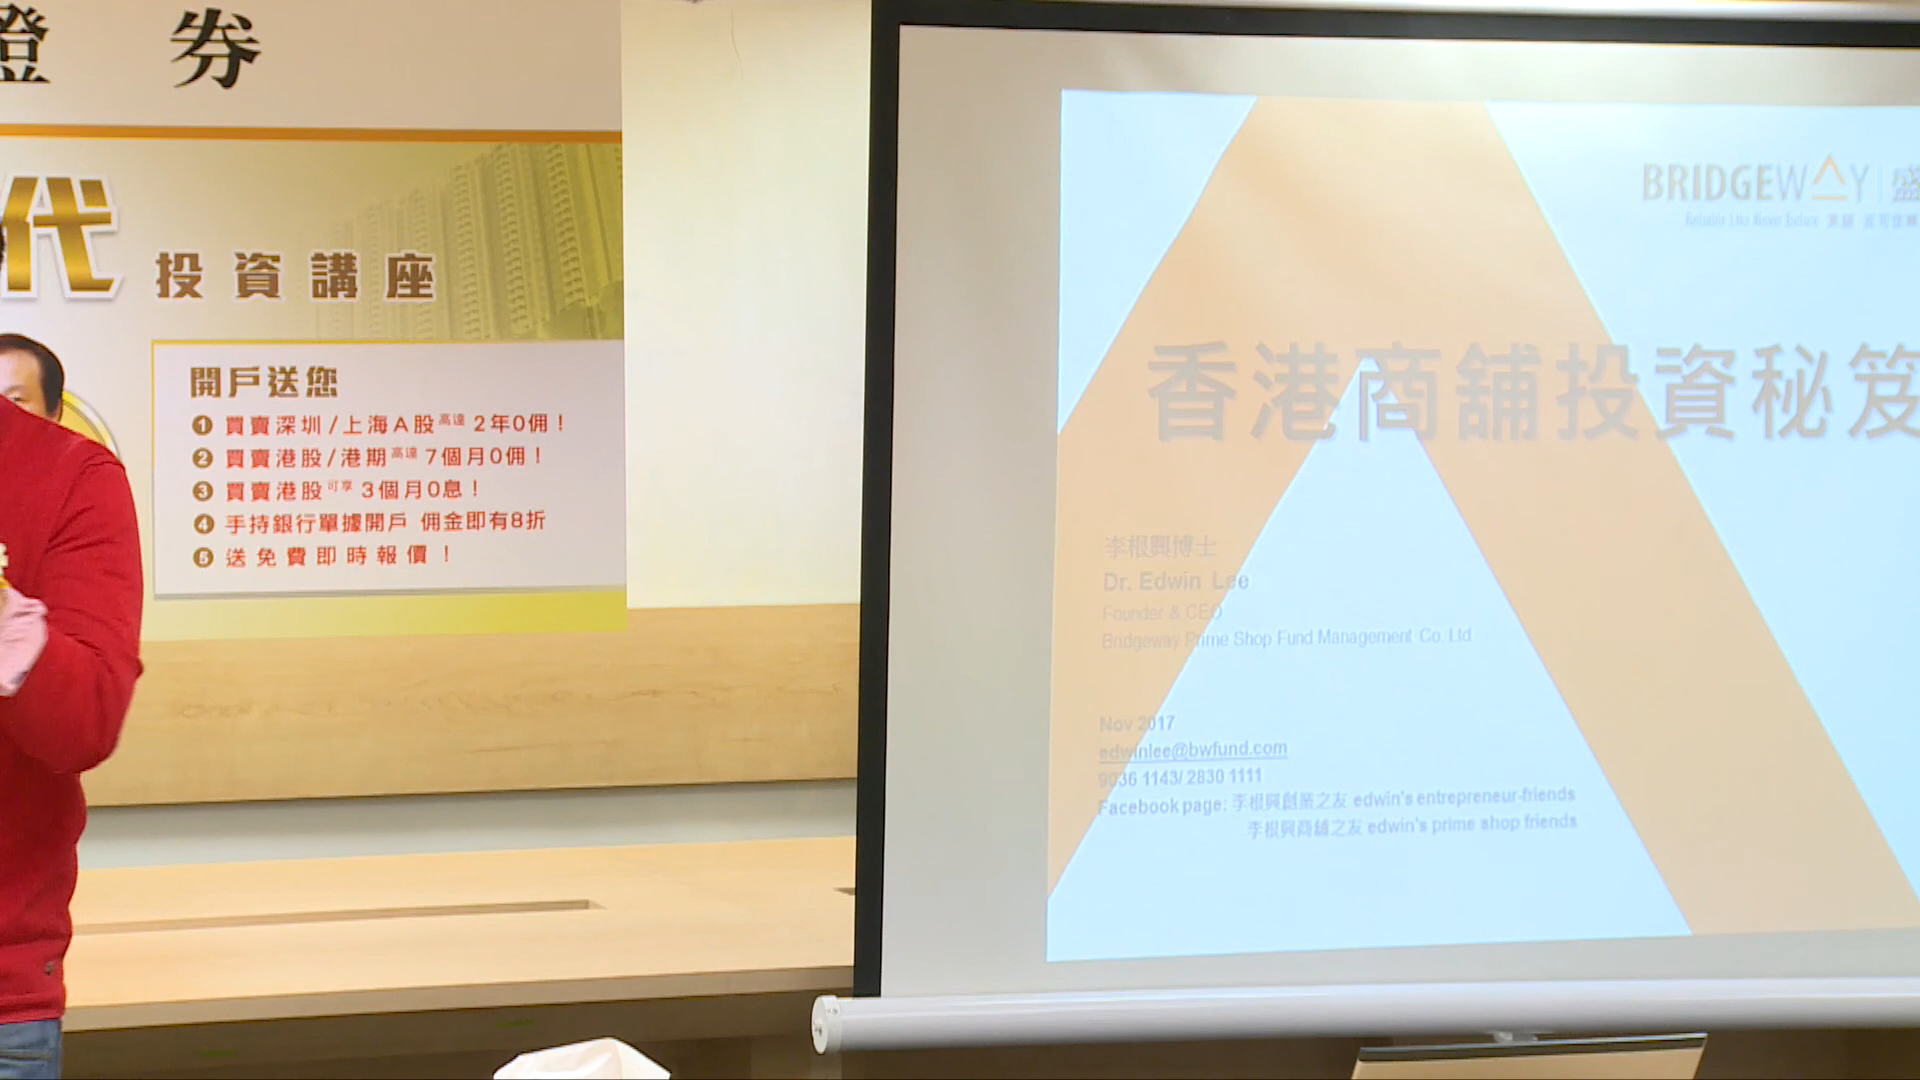 證 券
代 投資講座
開戶送您
1 買賣深圳/上海A股高達 2年0佣！
2 買賣港股/港期高達 7個月0佣！
3 買賣港股可享 3個月0息！
4 手持銀行單據開戶 佣金即有8折
5 送免費即時報價！
BRIDGEWAY 盛
香港商舖投資秘笈
李根興博士
Dr. Edwin Lee
Founder & CEO
Bridgeway Prime Shop Fund Management Co. Ltd
Nov 2017
edwinlee@bwfund.com
9036 1143/ 2830 1111
Facebook page: 李根興創業之友 edwin's entrepreneur-friends
李根興商舖之友 edwin's prime shop friends